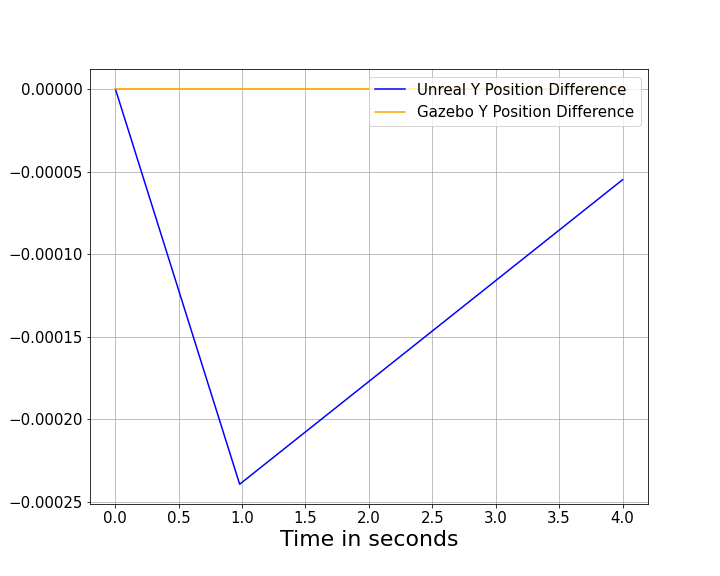 Unreal Y Position Difference
Gazebo Y Position Difference
0.00000
−0.00005
−0.00010
−0.00015
−0.00020
−0.00025
0.0 0.5 1.0 1.5 2.0 2.5 3.0 3.5 4.0
Time in seconds